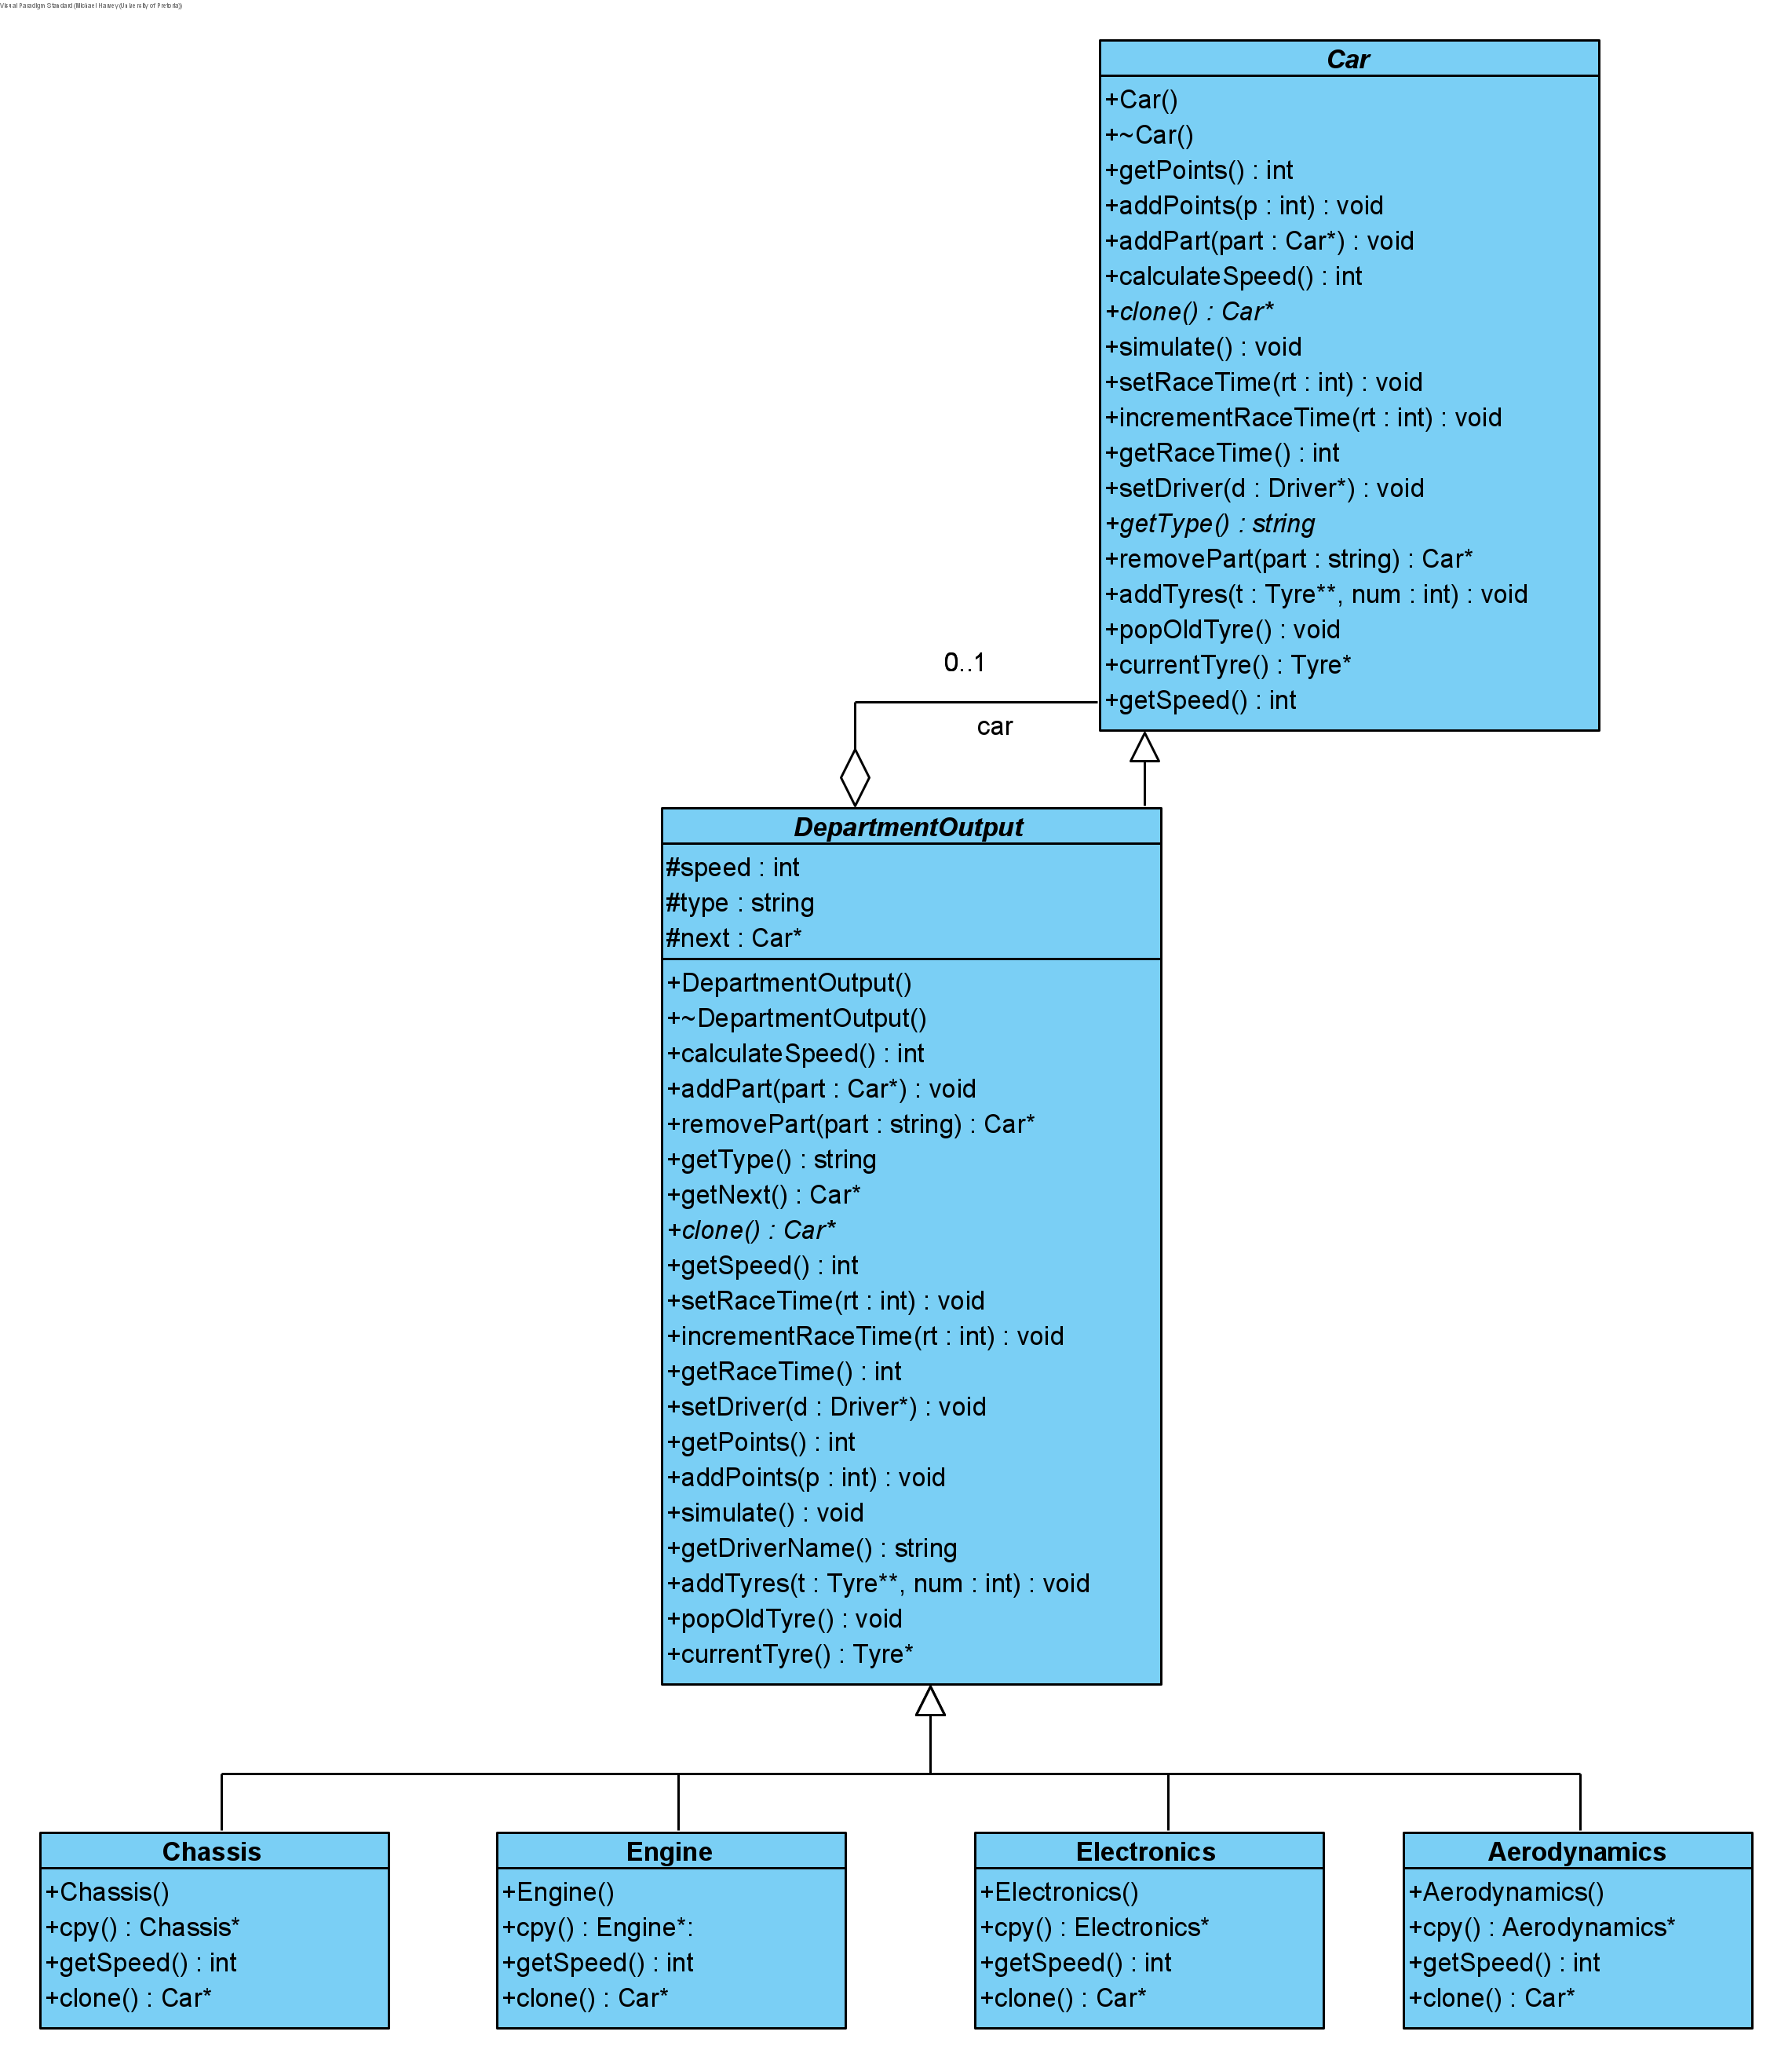 Visual Paradigm Standard(Michael Harvey(University of Pretoria))
Car
+Car()
+~Car()
+getPoints() : int
+addPoints(p : int) : void
+addPart(part : Car*) : void
+calculateSpeed() : int
+clone() : Car*
+simulate() : void
+setRaceTime(rt : int) : void
+incrementRaceTime(rt : int) : void
+getRaceTime() : int
+setDriver(d : Driver*) : void
+getType() : string
+removePart(part : string) : Car*
+addTyres(t : Tyre**, num : int) : void
+popOldTyre() : void
+currentTyre() : Tyre*
+getSpeed() : int
0..1
car
DepartmentOutput
#speed : int
#type : string
#next : Car*
+DepartmentOutput()
+~DepartmentOutput()
+calculateSpeed() : int
+addPart(part : Car*) : void
+removePart(part : string) : Car*
+getType() : string
+getNext() : Car*
+clone() : Car*
+getSpeed() : int
+setRaceTime(rt : int) : void
+incrementRaceTime(rt : int) : void
+getRaceTime() : int
+setDriver(d : Driver*) : void
+getPoints() : int
+addPoints(p : int) : void
+simulate() : void
+getDriverName() : string
+addTyres(t : Tyre**, num : int) : void
+popOldTyre() : void
+currentTyre() : Tyre*
Chassis
+Chassis()
+cpy() : Chassis*
+getSpeed() : int
+clone() : Car*
Engine
+Engine()
+cpy() : Engine*:
+getSpeed() : int
+clone() : Car*
Electronics
+Electronics()
+cpy() : Electronics*
+getSpeed() : int
+clone() : Car*
Aerodynamics
+Aerodynamics()
+cpy() : Aerodynamics*
+getSpeed() : int
+clone() : Car*